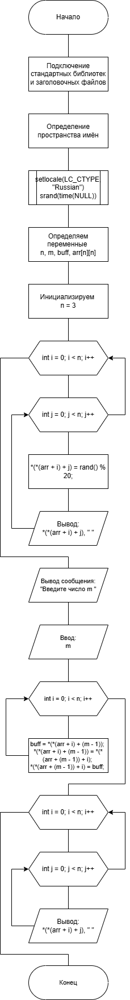 Начало
Подключение
стандартных библиотек
и заголовочных файлов
Определение
пространства имён
setlocale(LC_CTYPE,
"Russian")
srand(time(NULL))
Определяем
переменные
n, m, buff, arr[n][n]
Инициализируем
n = 3
int i = 0; i < n; i++
int j = 0; j < n; j++
*(*(arr + i) + j) = rand() %
20;
Вывод:
*(*(arr + i) + j), " "
Вывод сообщения:
"Введите число m "
Ввод:
m
int i = 0; i < n; i++
buff = *(*(arr + i) + (m - 1));
*(*(arr + i) + (m - 1)) = *(*
(arr + (m - 1)) + i);
*(*(arr + (m - 1)) + i) = buff;
int i = 0; i < n; i++
int j = 0; j < n; j++
Вывод:
*(*(arr + i) + j), " "
Конец